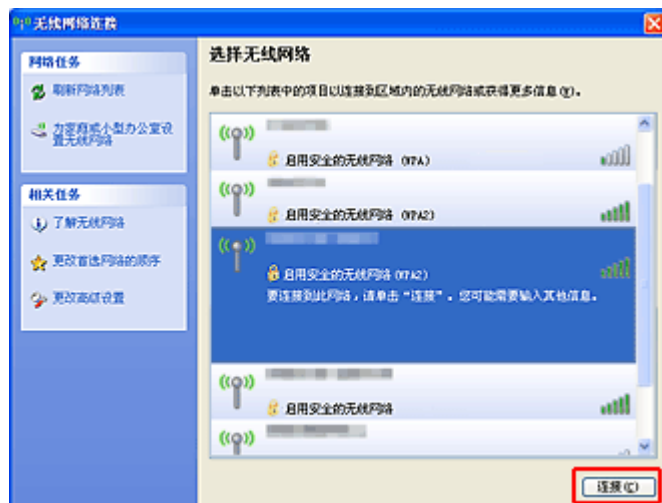 无线网络连接
网络任务
刷新网络列表
为家庭或小型办公室设
置无线网络
相关任务
了解无线网络
更改首选网络的顺序
更改高级设置
选择无线网络
单击以下列表中的项目以连接到区域内的无线网络或获得更多信息(W)。
启用安全的无线网络 (WPA)
启用安全的无线网络 (WPA2)
启用安全的无线网络 (WPA2)
要连接到此网络,请单击“连接”。您可能需要输入其他信息。
启用安全的无线网络
连接(C)